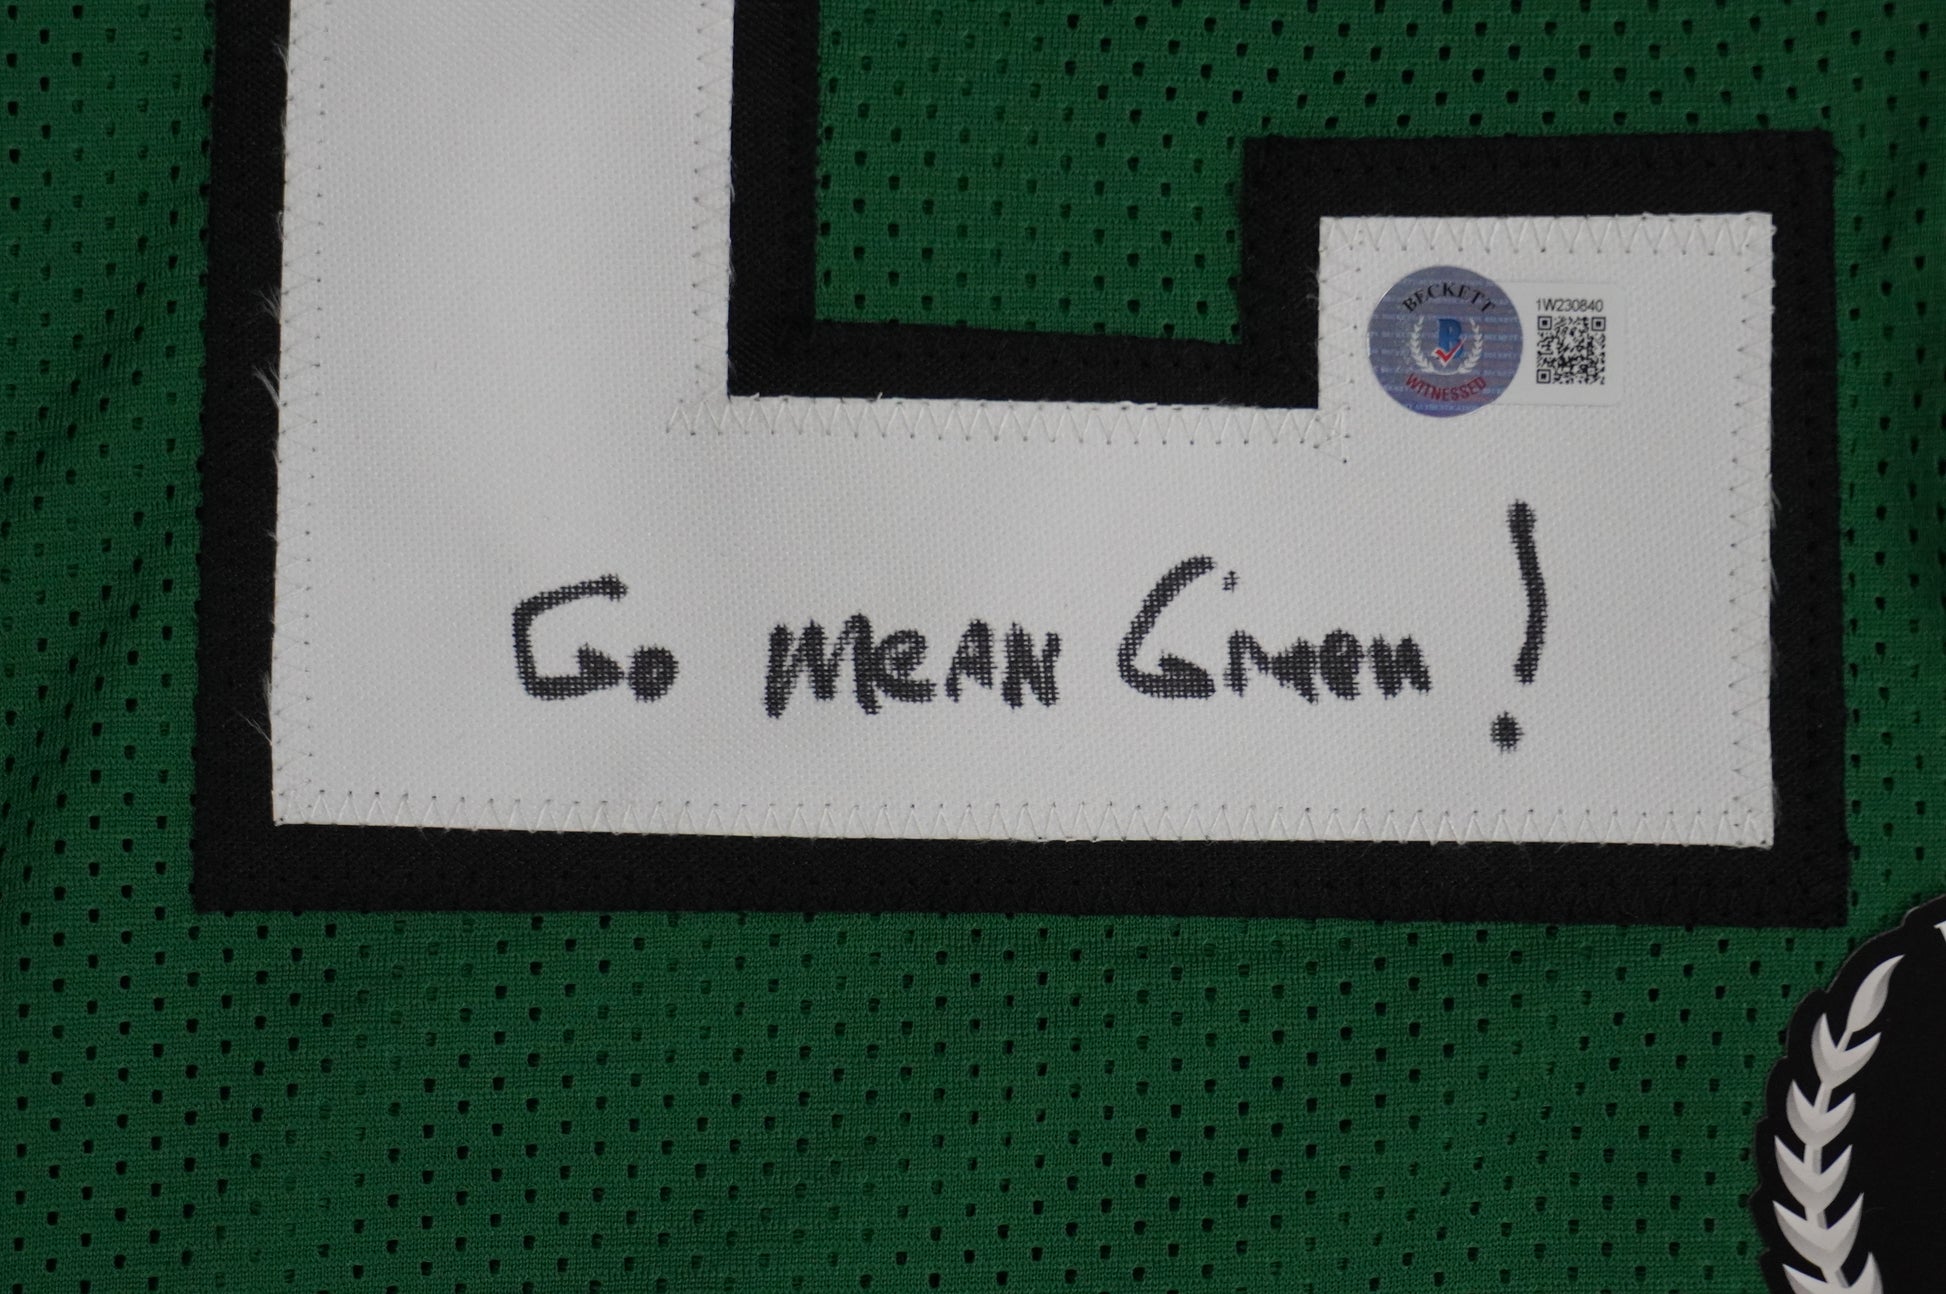 BECKETT
WITNESSED
1W230840
Go MEAN Green!